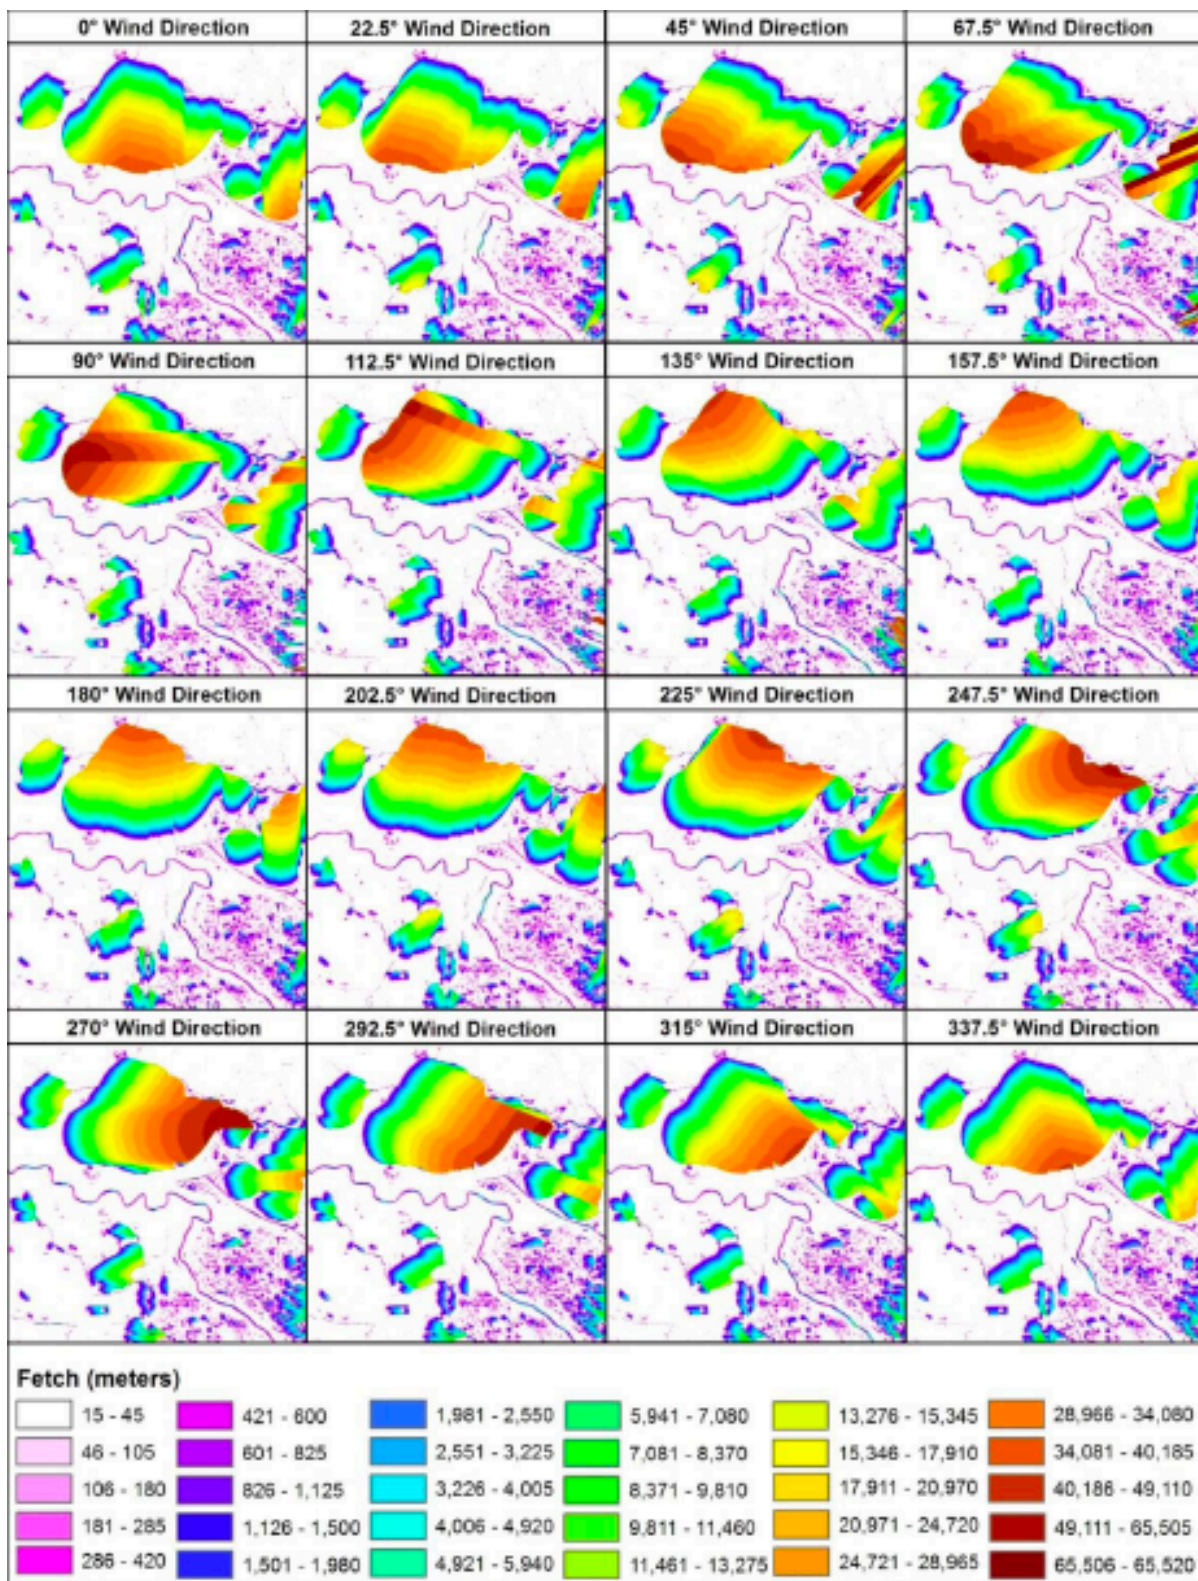 0° Wind Direction 22.5° Wind Direction 45° Wind Direction 67.5° Wind Direction
90° Wind Direction 112.5° Wind Direction 135° Wind Direction 157.5° Wind Direction
180° Wind Direction 202.5° Wind Direction 225° Wind Direction 247.5° Wind Direction
270° Wind Direction 292.5° Wind Direction 315° Wind Direction 337.5° Wind Direction
Fetch (meters)
15 - 45 421 - 600 1,981 - 2,550 5,941 - 7,080 13,276 - 15,345 28,966 - 34,080
46 - 105 601 - 825 2,551 - 3,225 7,081 - 8,370 15,346 - 17,910 34,081 - 40,185
106 - 180 826 - 1,125 3,226 - 4,005 8,371 - 9,810 17,911 - 20,970 40,186 - 49,110
181 - 285 1,126 - 1,500 4,006 - 4,920 9,811 - 11,460 20,971 - 24,720 49,111 - 65,505
286 - 420 1,501 - 1,980 4,921 - 5,940 11,461 - 13,275 24,721 - 28,965 65,506 - 65,520